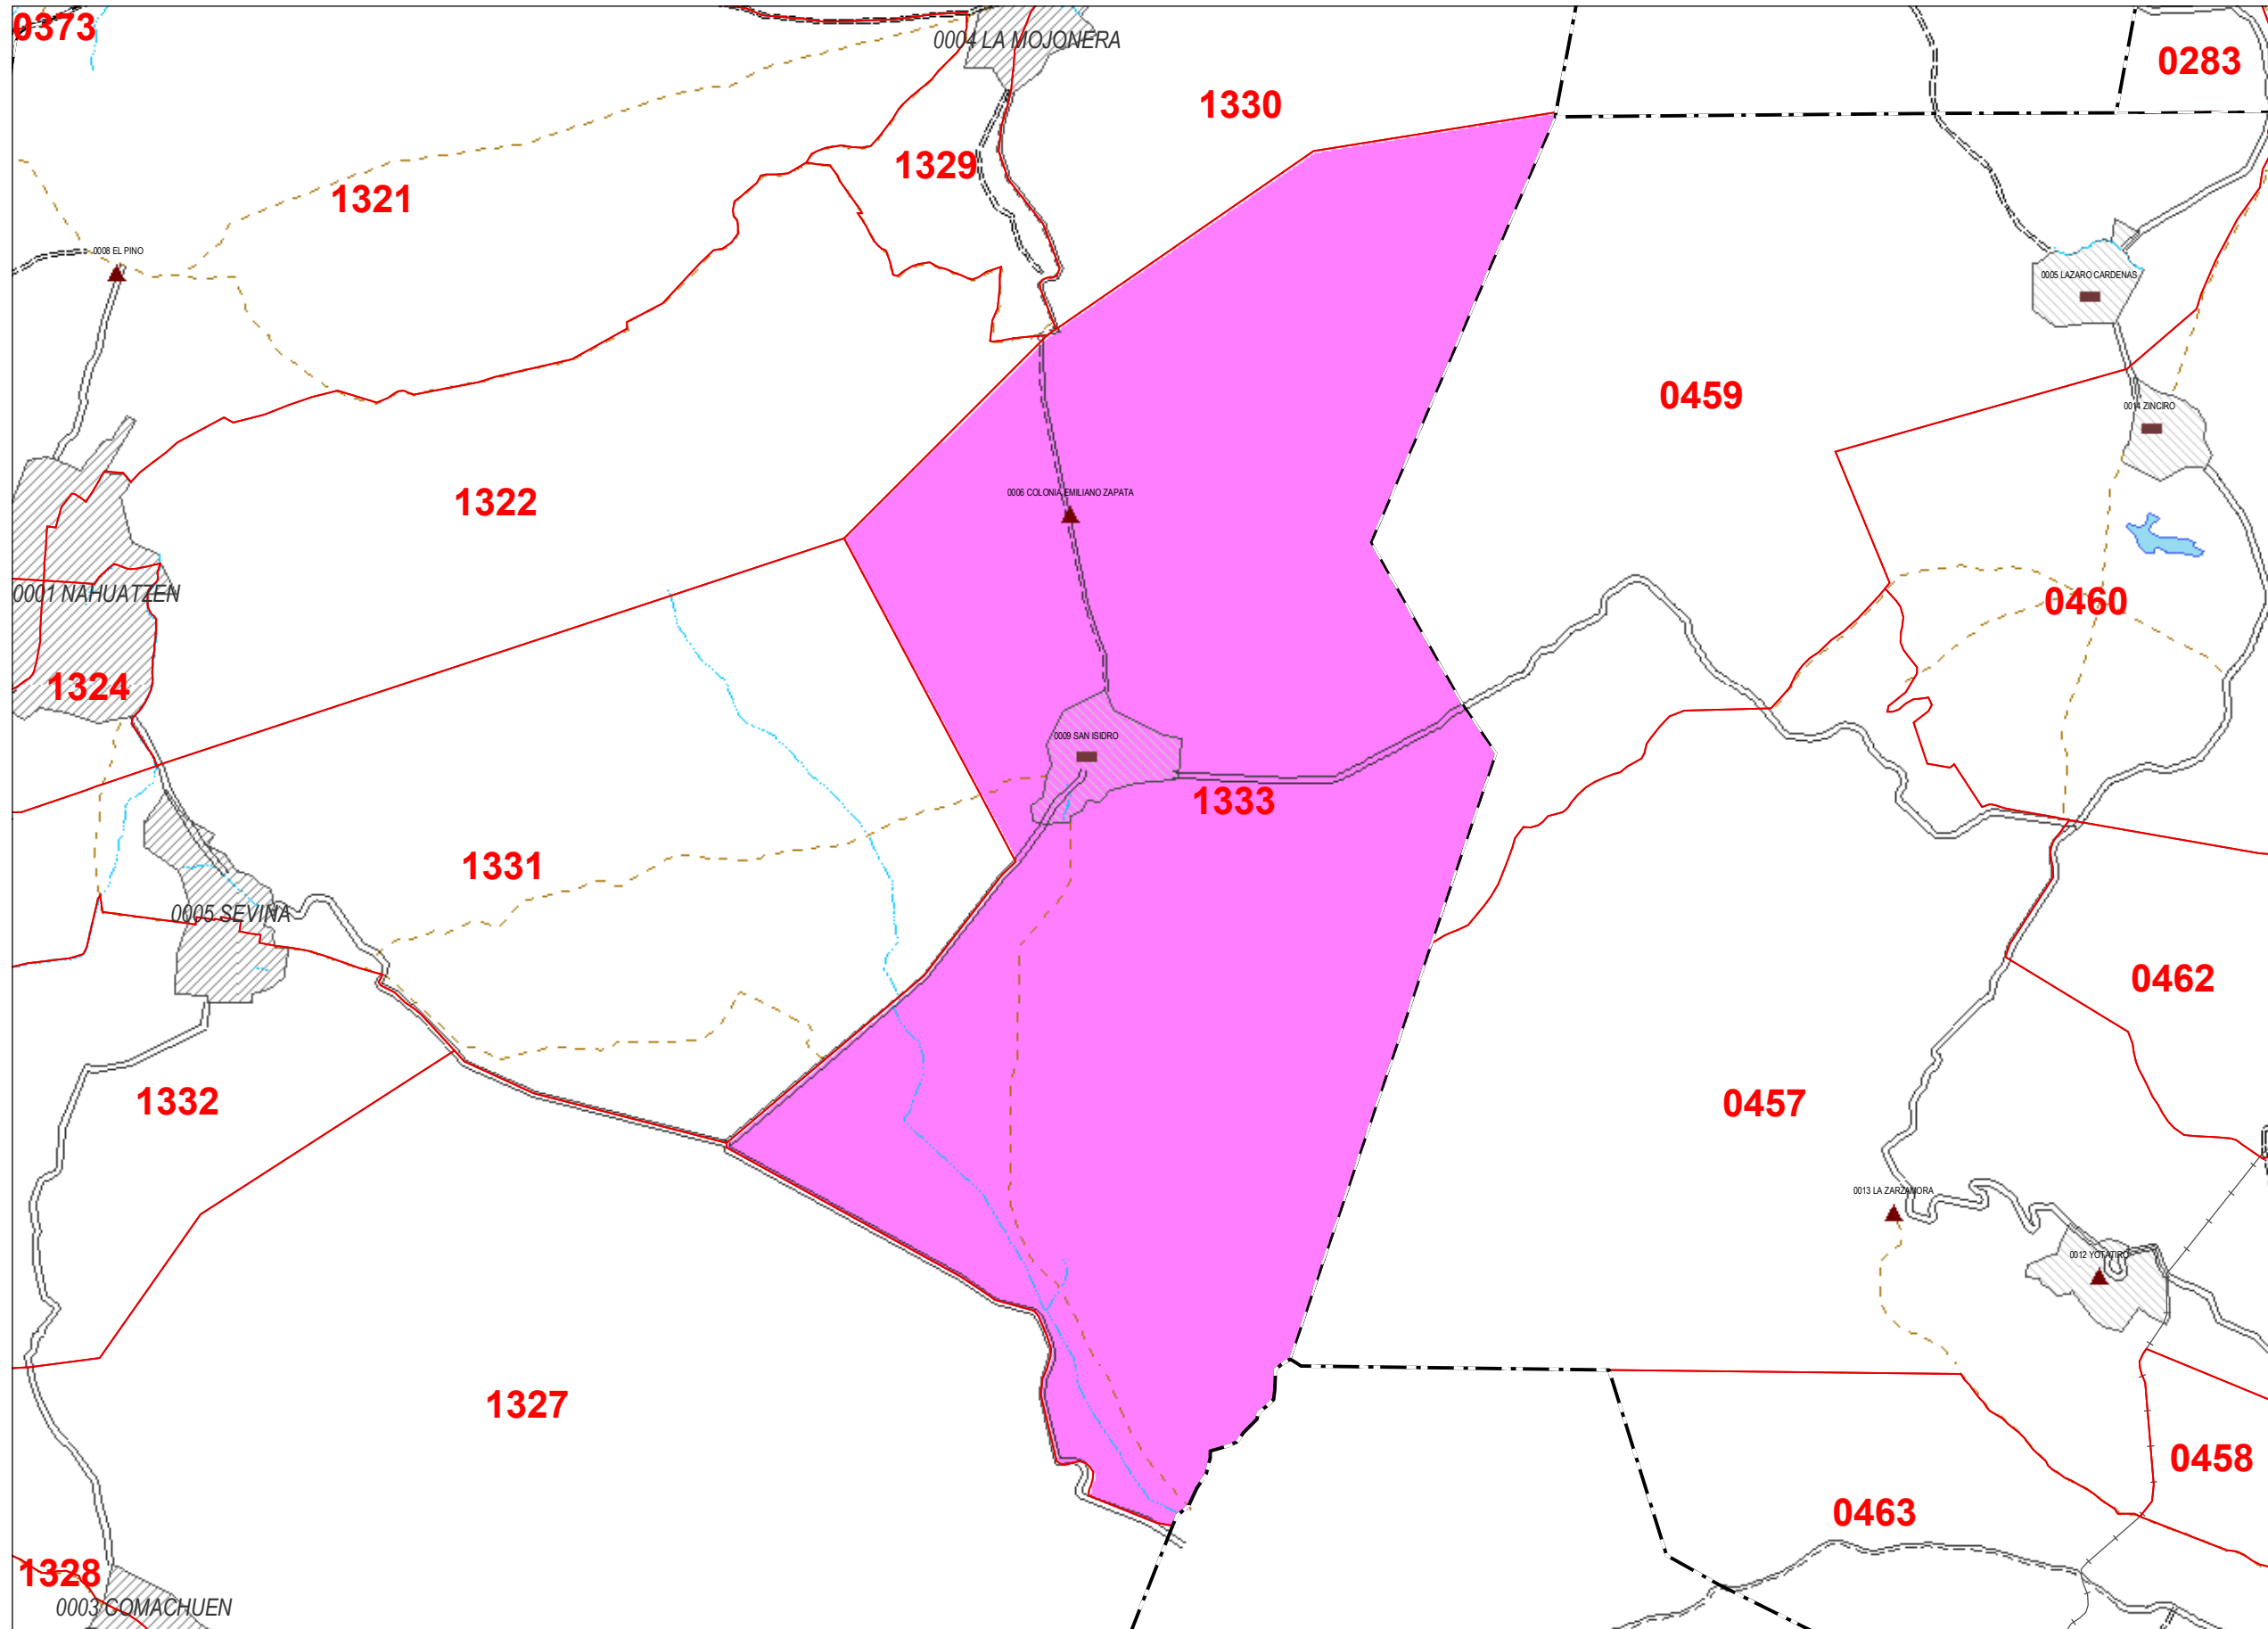 0373
0004 LA MOJONERA
0283
1330
1329
1321
0008 EL PINO
0005 LAZARO CARDENAS
0459
0014 ZINCIRO
1322
0006 COLONIA EMILIANO ZAPATA
0001 NAHUATZEN
0460
1324
0009 SAN ISIDRO
1333
1331
0005 SEVINA
0462
1332
0457
0013 LA ZARZAMORA
0012 YOTATIRO
1327
0458
0463
1328
0003 COMACHUEN